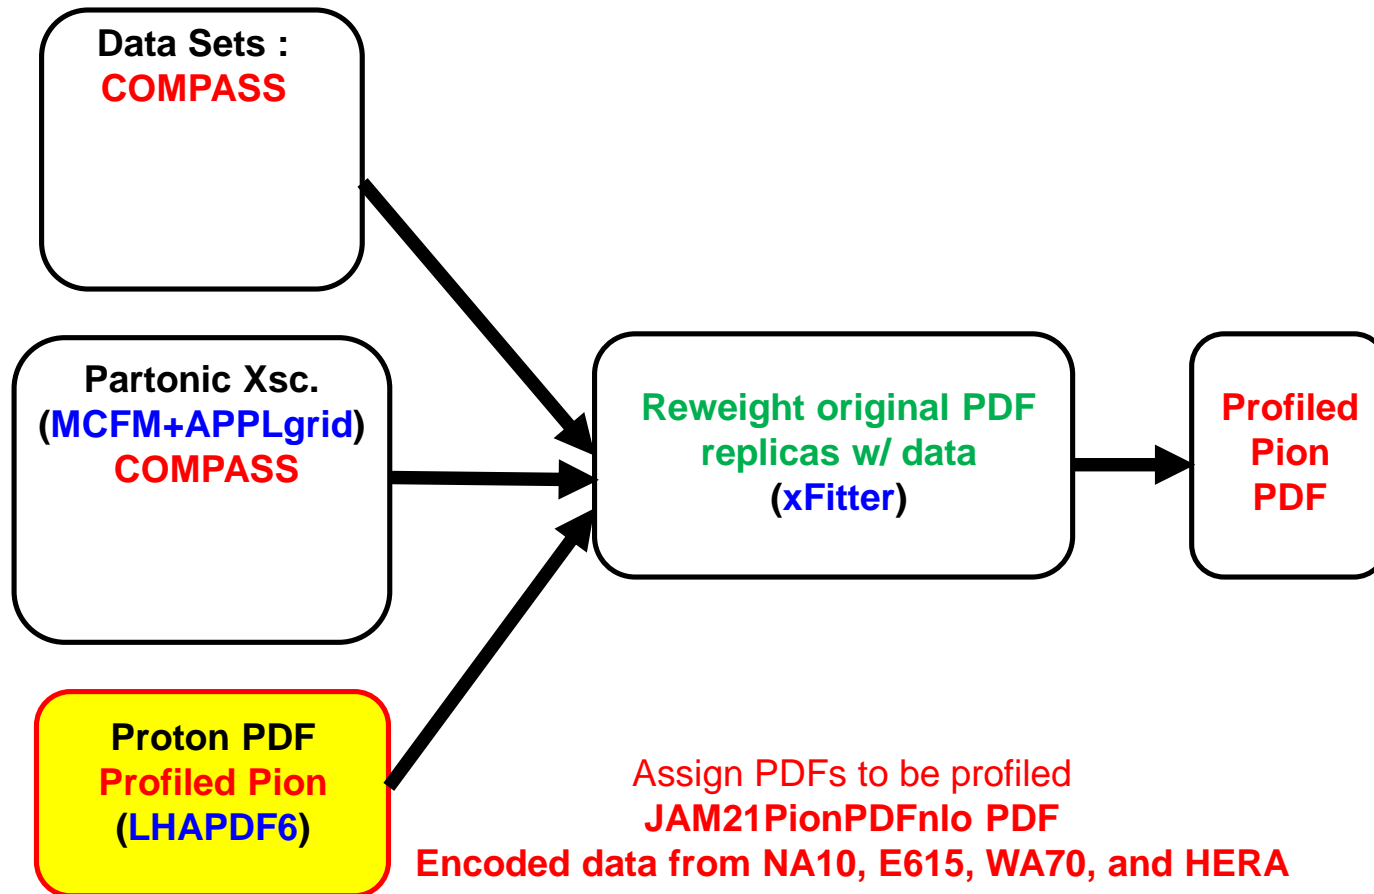 Data Sets :
COMPASS
Partonic Xsc.
(MCFM+APPLgrid)
COMPASS
Proton PDF
Profiled Pion
(LHAPDF6)
Reweight original PDF
replicas w/ data
(xFitter)
Profiled
Pion
PDF
Assign PDFs to be profiled
JAM21PionPDFnlo PDF
Encoded data from NA10, E615, WA70, and HERA